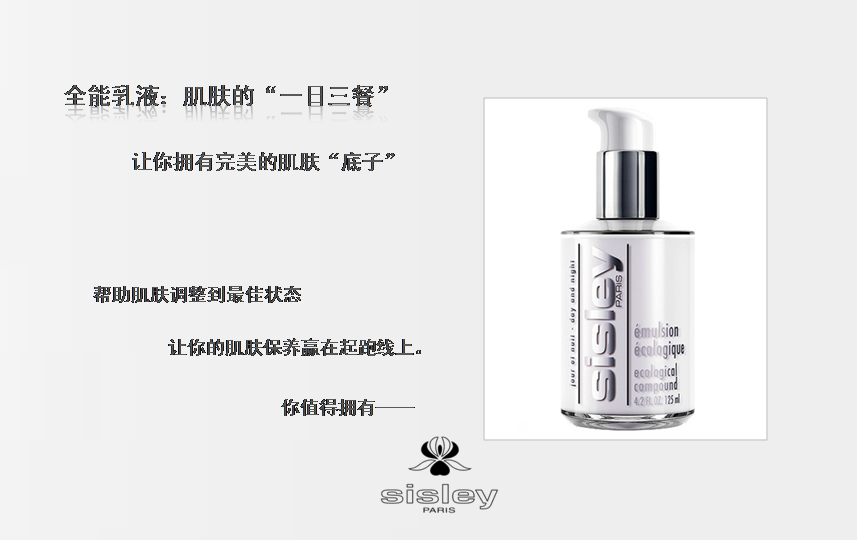 全能乳液：肌肤的“一日三餐”
让你拥有完美的肌肤“底子”
帮助肌肤调整到最佳状态
让你的肌肤保养赢在起跑线上。
你值得拥有——
jour et nuit - day and night
sisley
PARIS
émulsion
écologique
ecological
compound
4.2 FL.OZ. 125 ml
sisley
PARIS